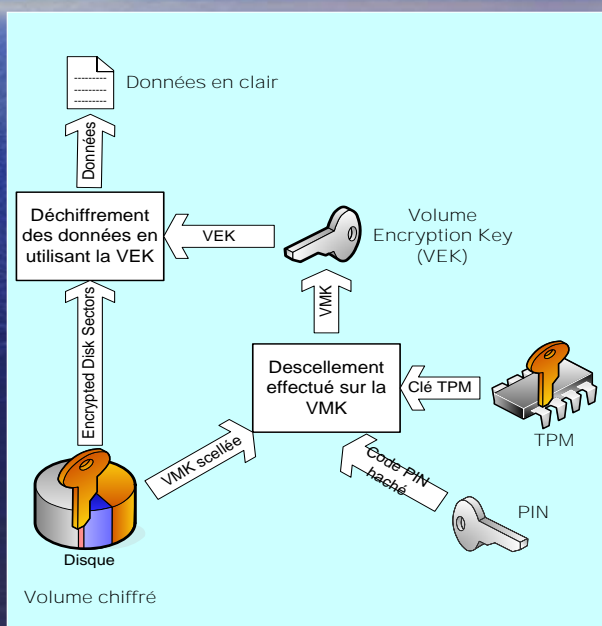 Données en clair
Données
Déchiffrement
des données en
utilisant la VEK
VEK
Volume
Encryption Key
(VEK)
VMK
Encrypted Disk Sectors
Descellement
effectué sur la
VMK
Clé TPM
TPM
VMK scellée
Code PIN
haché
PIN
Disque
Volume chiffré